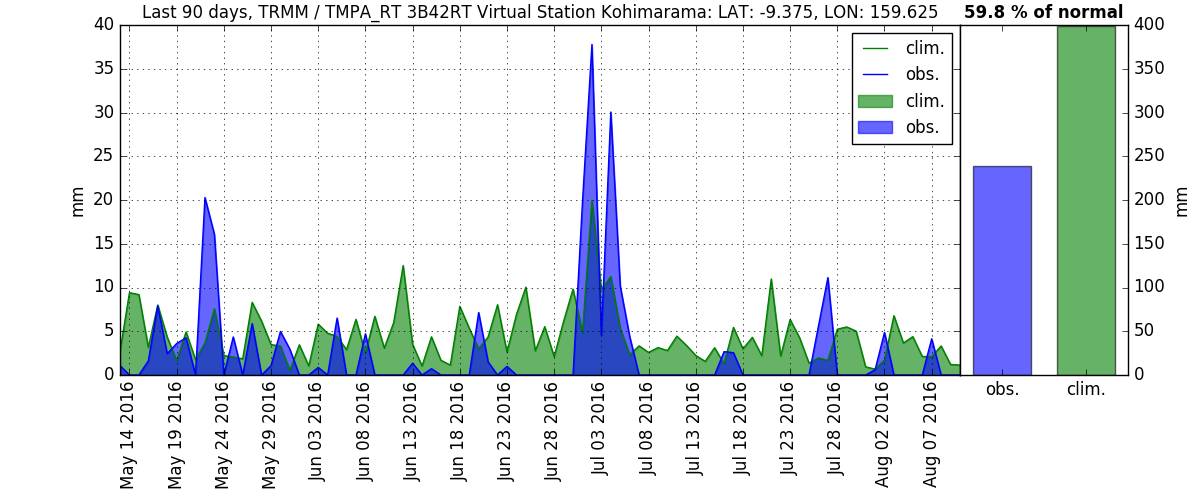 Last 90 days, TRMM / TMPA_RT 3B42RT Virtual Station Kohimarama: LAT: -9.375, LON: 159.625
59.8 % of normal
40
35
30
25
20
15
10
5
0
mm
clim.
obs.
clim.
obs.
400
350
300
250
200
150
100
50
0
mm
May 14 2016
May 19 2016
May 24 2016
May 29 2016
Jun 03 2016
Jun 08 2016
Jun 13 2016
Jun 18 2016
Jun 23 2016
Jun 28 2016
Jul 03 2016
Jul 08 2016
Jul 13 2016
Jul 18 2016
Jul 23 2016
Jul 28 2016
Aug 02 2016
Aug 07 2016
obs.
clim.